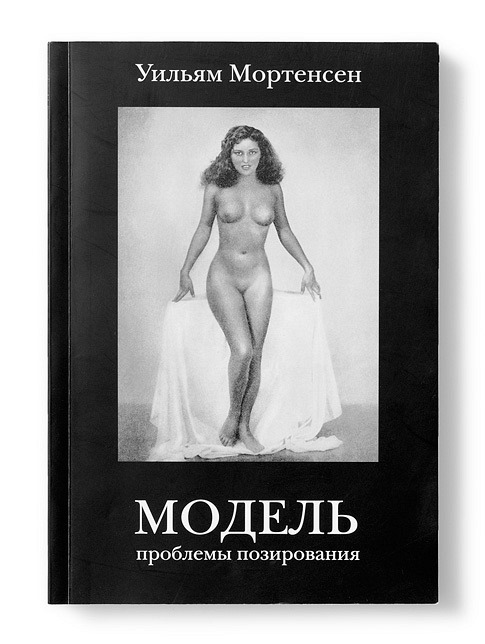 Уильям Мортенсен
МОДЕЛЬ
проблемы позирования